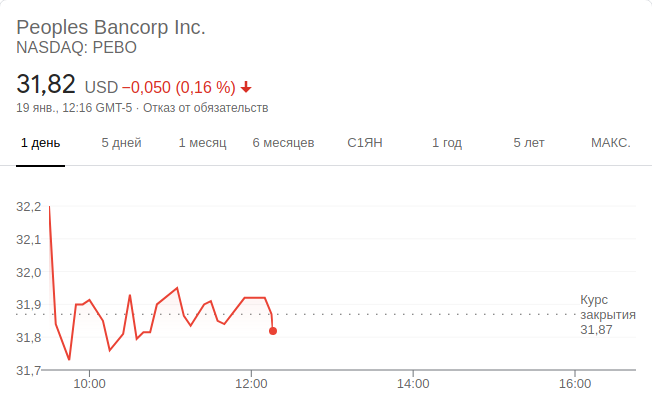 Peoples Bancorp Inc.
NASDAQ: PEBO
31,82 USD −0,050 (0,16 %)
19 янв., 12:16 GMT-5 · Отказ от обязательств
1 день 5 дней 1 месяц 6 месяцев С1ЯН 1 год 5 лет МАКС.
32,2
32,1
32,0
31,9
31,8
31,7
Курс
закрытия
31,87
10:00 12:00 14:00 16:00